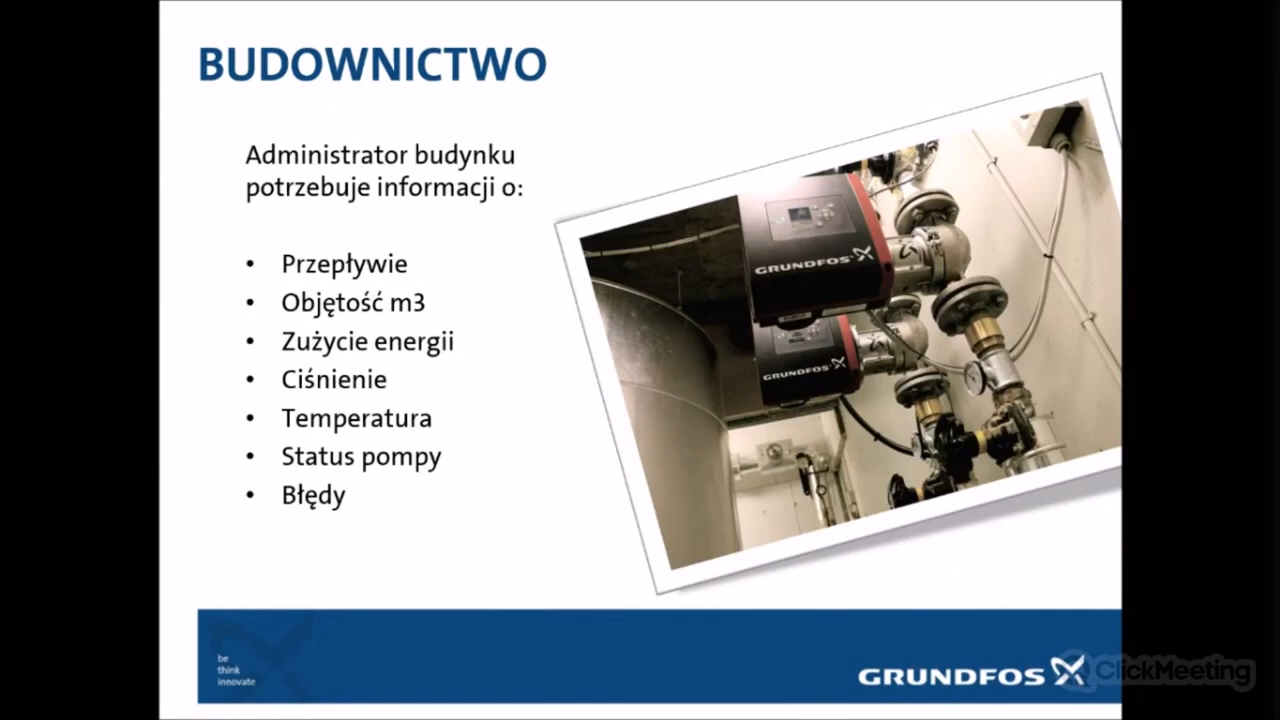 BUDOWNICTWO
Administrator budynku
potrzebuje informacji o:
• Przepływie
• Objętość m3
• Zużycie energii
• Ciśnienie
• Temperatura
• Status pompy
• Błędy
GRUNDFOS
GRUNDFOS
be
think
innovate
GRUNDFOS
ClickMeeting